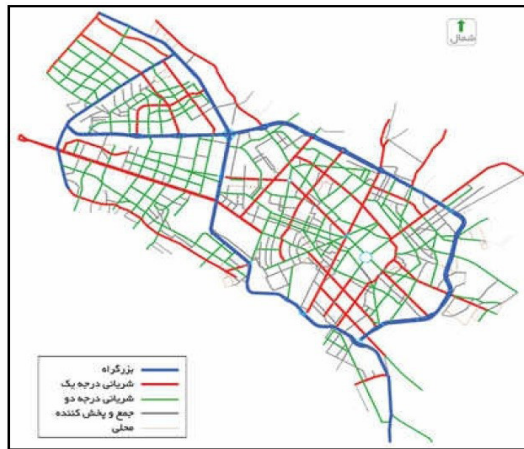 شمال
بزرگراه
شریانی درجه یک
شریانی درجه دو
جمع و پخش کننده
محلی